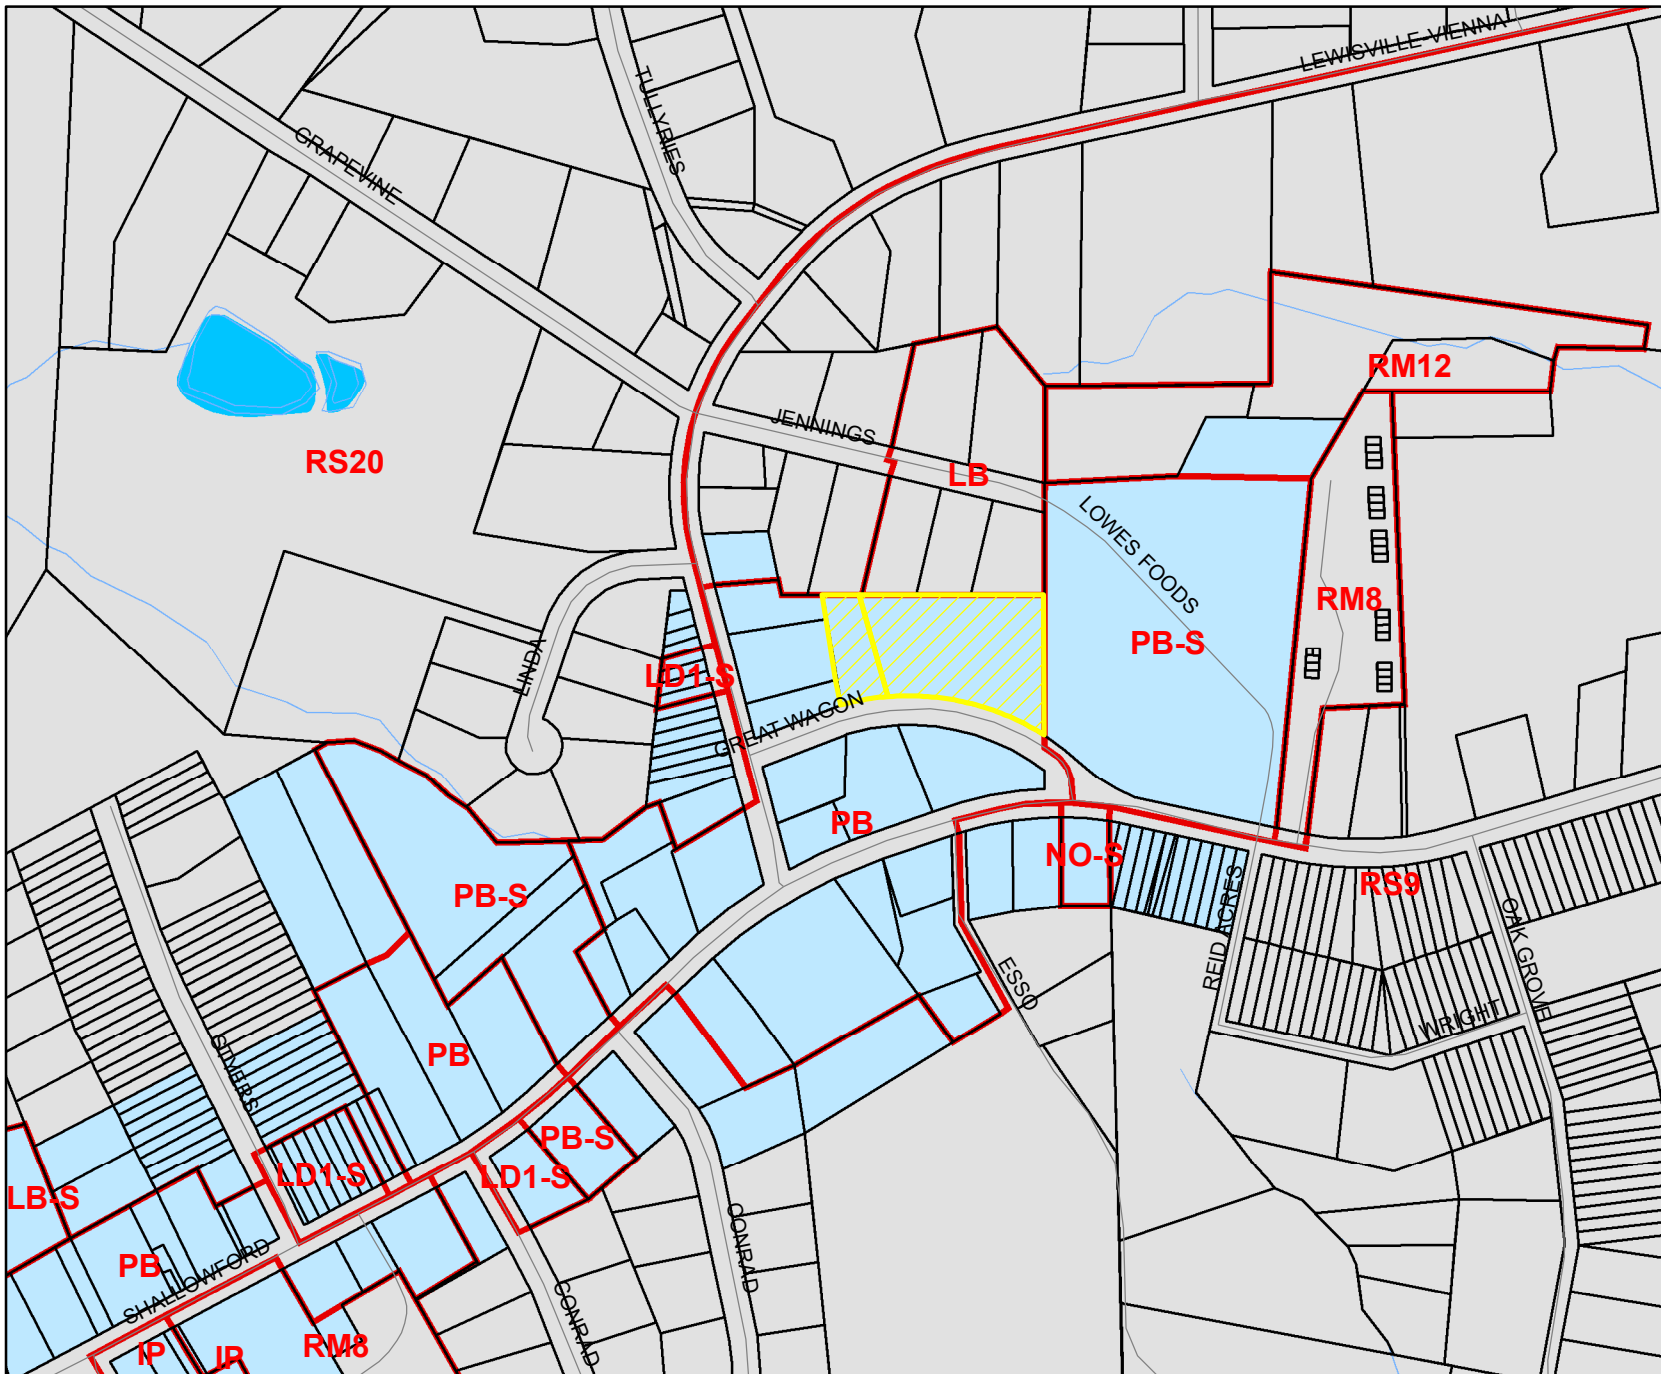 LEWISVILLE-VIENNA
TULLYRIES
GRAPEVINE
RM12
JENNINGS
RS20
LB
LOWES FOODS
RM8
PB-S
LINDA
LD1-S
GREAT WAGON
PB
NO-S
RS9
PB-S
REID ACRES
OAK GROVE
ESSO
WRIGHT
PB
PB-S
LD1-S
LD1-S
LB-S
CONRAD
PB
SHALLOWFORD
CONRAD
RM8
IP
IP